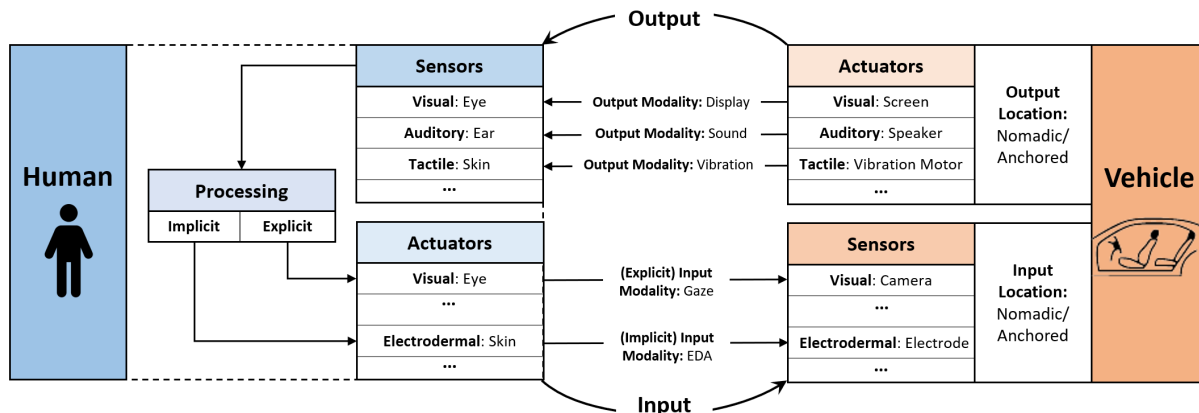 Output
Human
Sensors
Visual: Eye
Auditory: Ear
Tactile: Skin
...
Processing
Implicit
Explicit
Actuators
Visual: Eye
...
Electrodermal: Skin
...
Output Modality: Display
Output Modality: Sound
Output Modality: Vibration
(Explicit) Input
Modality: Gaze
(Implicit) Input
Modality: EDA
Actuators
Visual: Screen
Auditory: Speaker
Tactile: Vibration Motor
...
Output
Location:
Nomadic/
Anchored
Sensors
Visual: Camera
...
Electrodermal: Electrode
...
Input
Location:
Nomadic/
Anchored
Vehicle
Input